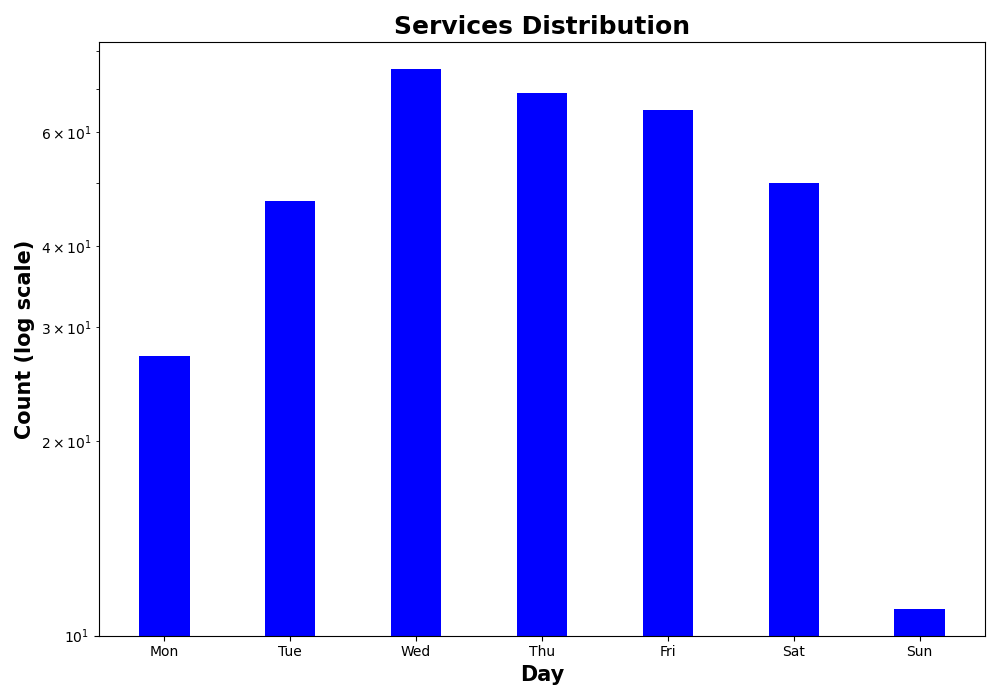 Services Distribution
Count (log scale)
6 × 10¹
4 × 10¹
3 × 10¹
2 × 10¹
10¹
Mon Tue Wed Thu Fri Sat Sun
Day